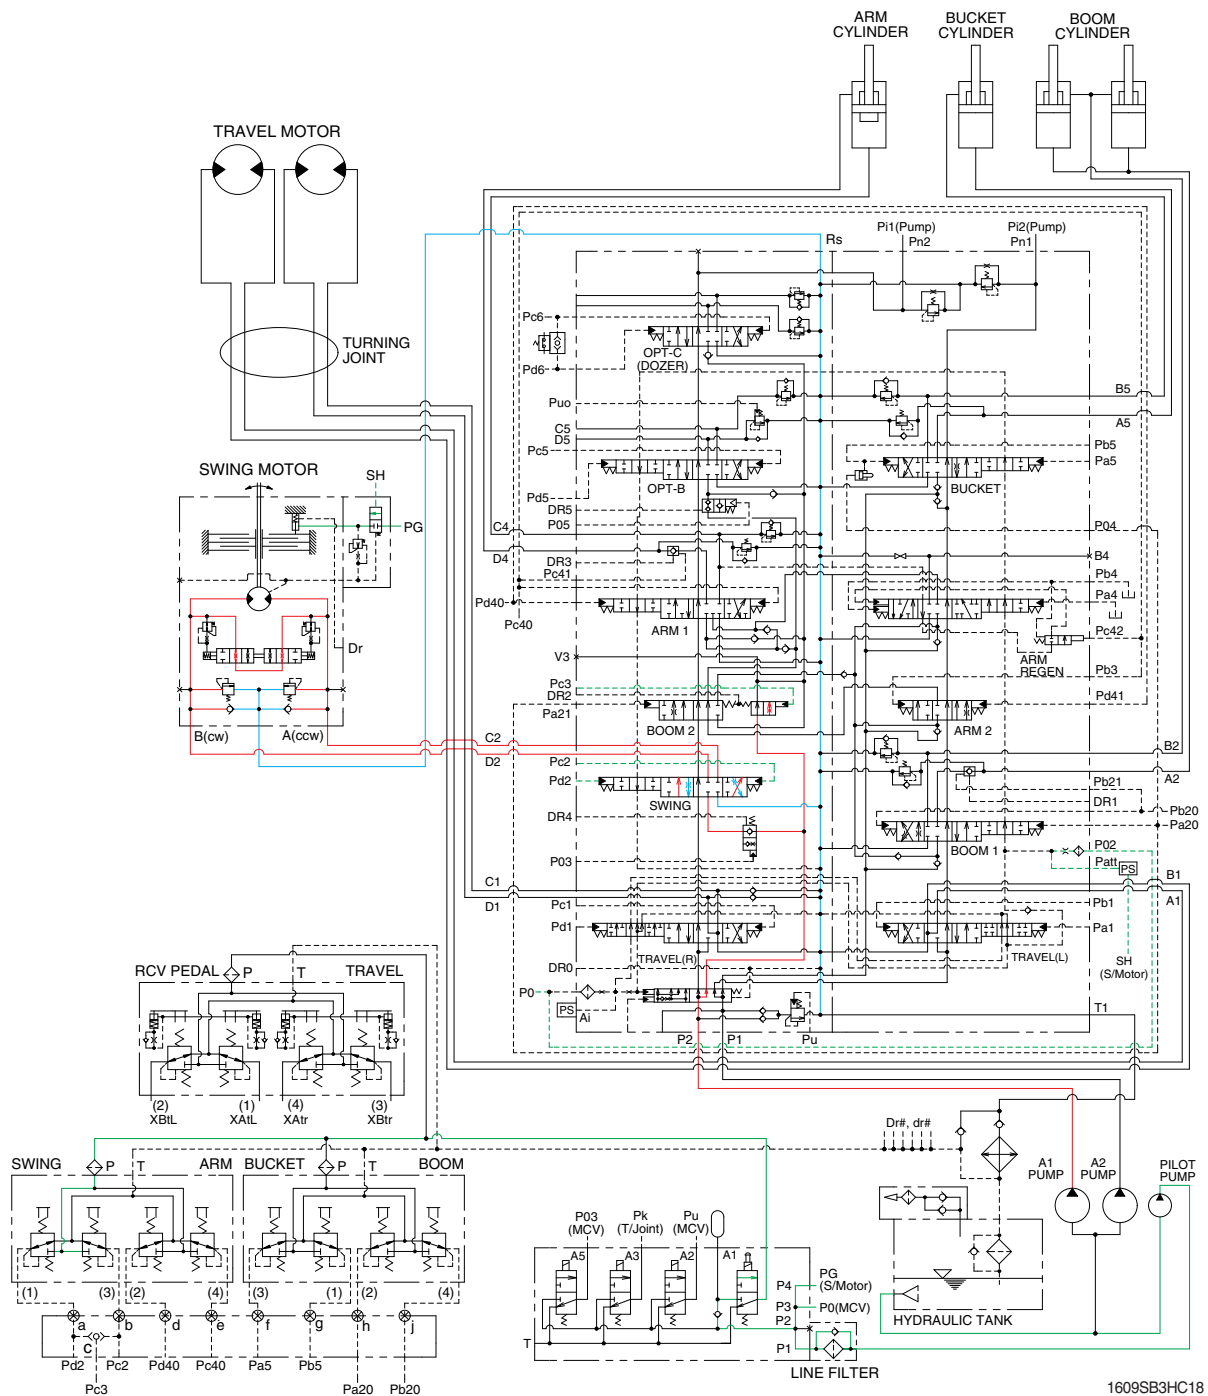 ARM
CYLINDER
BUCKET
CYLINDER
BOOM
CYLINDER
TRAVEL MOTOR
TURNING
JOINT
Rs
Pi1(Pump)
Pn2
Pi2(Pump)
Pn1
Pc6
Pd6
OPT-C
(DOZER)
Puo
C5
D5
Pc5
Pd5
OPT-B
BUCKET
B5
A5
Pb5
Pa5
DR5
P05
P04
SWING MOTOR
SH
PG
C4
D4
DR3
Pc41
Pd40
Pc40
ARM 1
B4
Pb4
Pa4
Pc42
ARM
REGEN
Pb3
Pd41
Dr
V3
Pc3
DR2
Pa21
BOOM 2
ARM 2
B(cw)
A(ccw)
C2
D2
Pc2
Pd2
SWING
B2
A2
Pb21
DR1
Pb20
Pa20
BOOM 1
DR4
P03
P02
Patt
PS
C1
D1
Pc1
Pd1
B1
A1
Pb1
Pa1
TRAVEL(R)
TRAVEL(L)
SH
(S/Motor)
DR0
P0
PS
Ai
T1
P2
P1
Pu
RCV PEDAL
P
T
TRAVEL
(2)
XBtL
(1)
XAtL
(4)
XAtr
(3)
XBtr
SWING
P
T
ARM
BUCKET
P
T
BOOM
(1)
(3)
(2)
(4)
(3)
(1)
(2)
(4)
a
b
d
e
f
g
h
j
c
Pd2
Pc2
Pd40
Pc40
Pa5
Pb5
Pc3
Pa20
Pb20
Dr#, dr#
A1
PUMP
A2
PUMP
PILOT
PUMP
HYDRAULIC TANK
P03
(MCV)
Pk
(T/Joint)
Pu
(MCV)
A5
A3
A2
A1
T
P4
P3
P2
P1
PG
(S/Motor)
P0(MCV)
LINE FILTER
1609SB3HC18